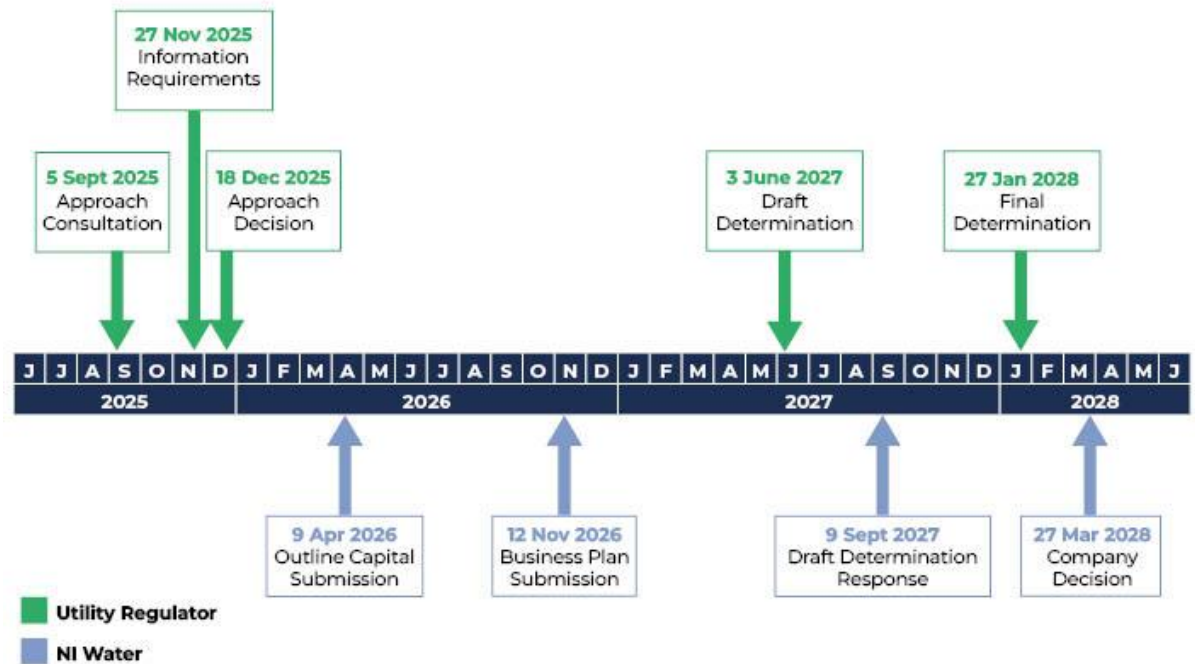 27 Nov 2025
Information
Requirements
5 Sept 2025
Approach
Consultation
18 Dec 2025
Approach
Decision
3 June 2027
Draft
Determination
27 Jan 2028
Final
Determination
J J A S O N D J F M A M J J A S O N D J F M A M J J A S O N D J F M A M J
2025 2026 2027 2028
9 Apr 2026
Outline Capital
Submission
12 Nov 2026
Business Plan
Submission
9 Sept 2027
Draft Determination
Response
27 Mar 2028
Company
Decision
Utility Regulator
NI Water